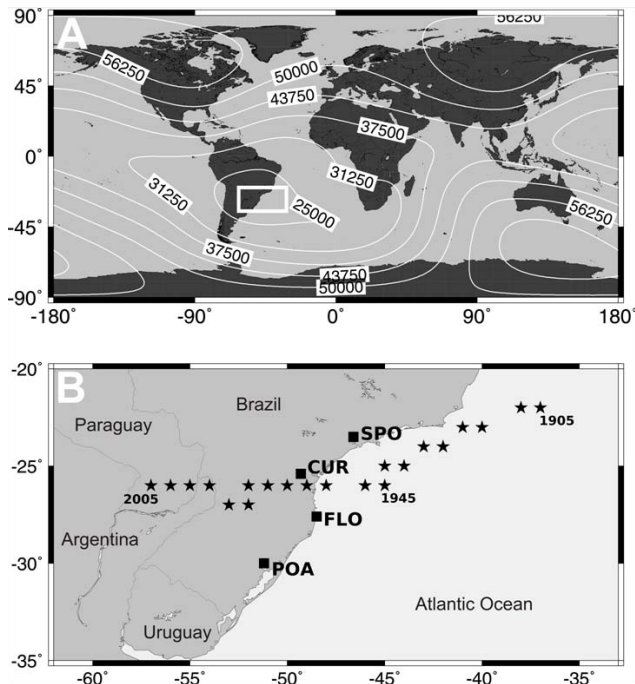 90°
A
56250
56250
50000
45°
43750
37500
0°
31250
31250
25000
56250
-45°
37500
43750
50000
-90°
-180° -90° 0° 90° 180°
-20°
B
Brazil
1905
Paraguay
SPO
-25°
CUR
2005
1945
FLO
Argentina
-30°
POA
Atlantic Ocean
Uruguay
-35°
-60° -55° -50° -45° -40° -35°